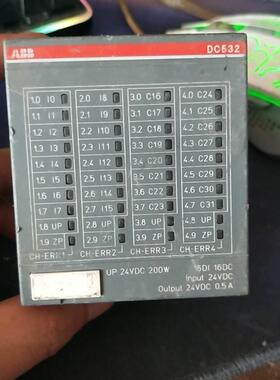 ABB
DC532
1.0 I0 2.0 I8 3.0 C16 4.0 C24
1.1 I1 2.1 I9 3.1 C17 4.1 C25
1.2 I2 2.2 I10 3.2 C18 4.2 C26
1.3 I3 2.3 I11 3.3 C19 4.3 C27
1.4 I4 2.4 I12 3.4 C20 4.4 C28
1.5 I5 2.5 I13 3.5 C21 4.5 C29
1.6 I6 2.6 I14 3.6 C22 4.6 C30
1.7 I7 2.7 I15 3.7 C23 4.7 C31
1.8 UP 2.8 UP 3.8 UP 4.8 UP
1.9 ZP 2.9 ZP 3.9 ZP 4.9 ZP
CH-ERR1 CH-ERR2 CH-ERR3 CH-ERR4
UP 24VDC 200W 16DI 16DC
Input 24VDC
Output 24VDC 0.5A